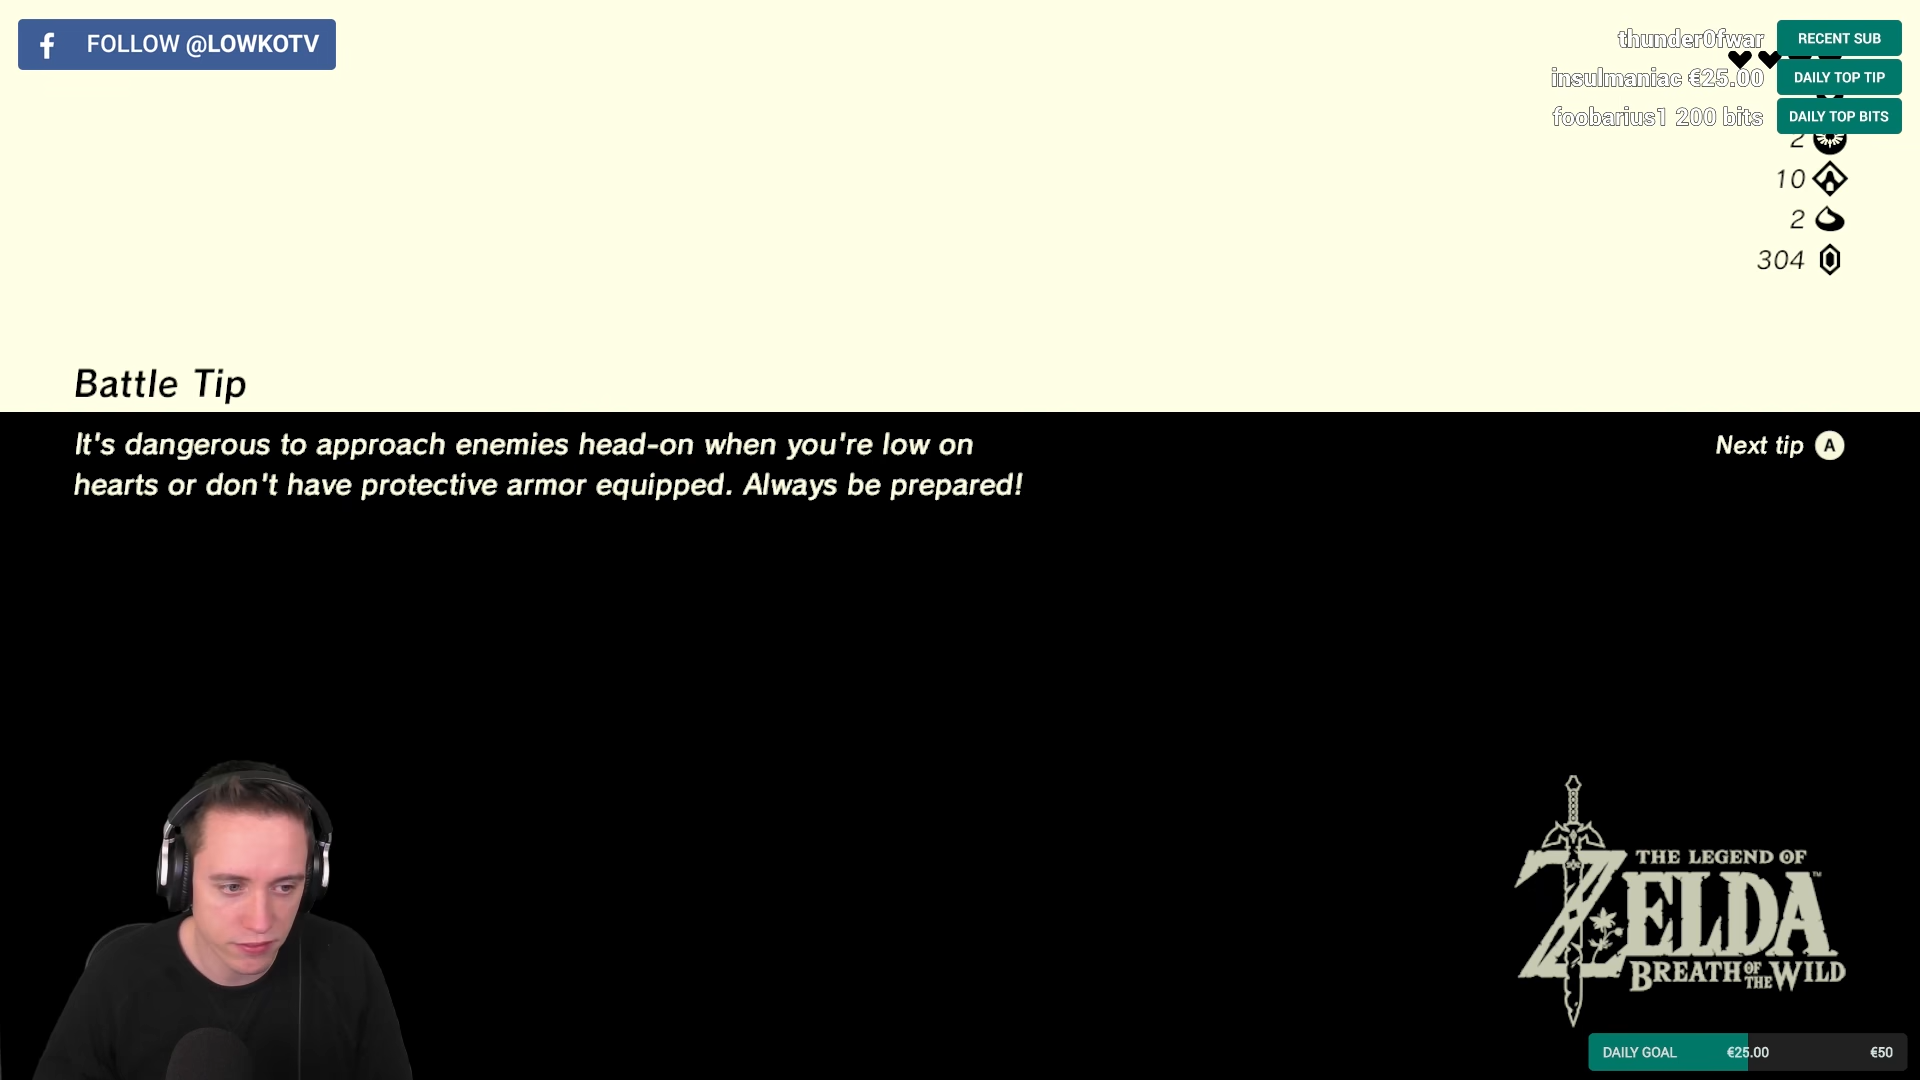 FOLLOW @LOWKOTV
thunder0fwar RECENT SUB
insulmaniac €25.00 DAILY TOP TIP
foobarius1 200 bits DAILY TOP BITS
2
10
2
304
Battle Tip
It's dangerous to approach enemies head-on when you're low on
hearts or don't have protective armor equipped. Always be prepared!
Next tip A
THE LEGEND OF
ZELDA
BREATH OF THE WILD
DAILY GOAL €25.00 €50